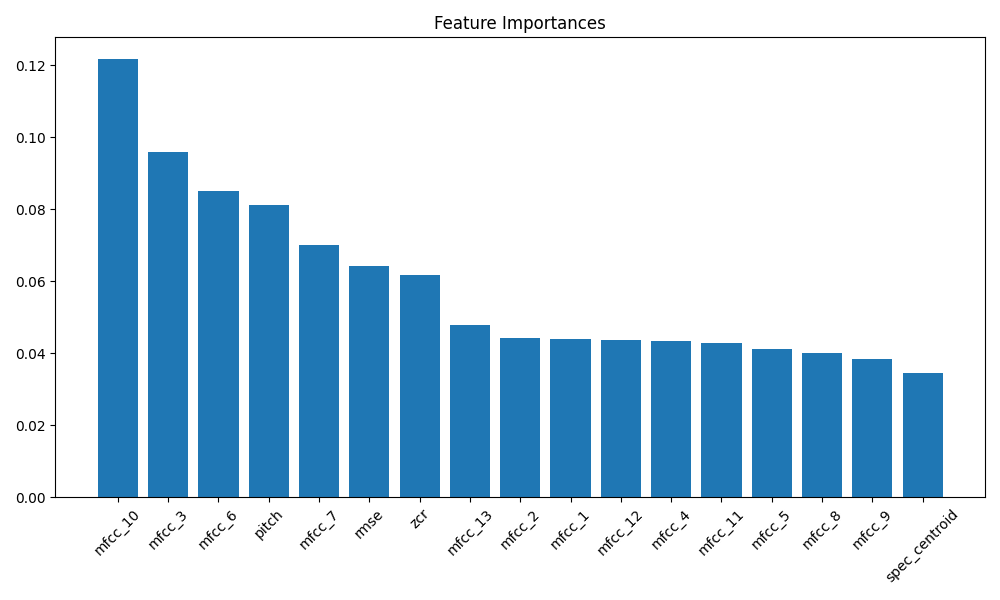 Feature Importances
0.12
0.10
0.08
0.06
0.04
0.02
0.00
mfcc_10
mfcc_3
mfcc_6
pitch
mfcc_7
rmse
zcr
mfcc_13
mfcc_2
mfcc_1
mfcc_12
mfcc_4
mfcc_11
mfcc_5
mfcc_8
mfcc_9
spec_centroid